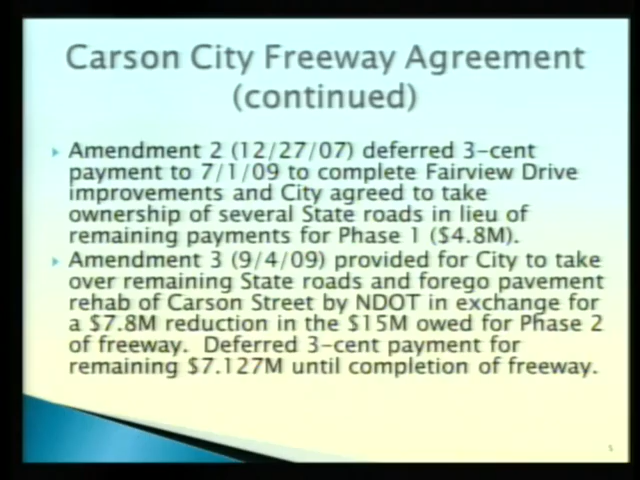 Carson City Freeway Agreement
(continued)
Amendment 2 (12/27/07) deferred 3-cent
payment to 7/1/09 to complete Fairview Drive
improvements and City agreed to take
ownership of several State roads in lieu of
remaining payments for Phase 1 ($4.8M).
Amendment 3 (9/4/09) provided for City to take
over remaining State roads and forego pavement
rehab of Carson Street by NDOT in exchange for
a $7.8M reduction in the $15M owed for Phase 2
of freeway.  Deferred 3-cent payment for
remaining $7.127M until completion of freeway.
5